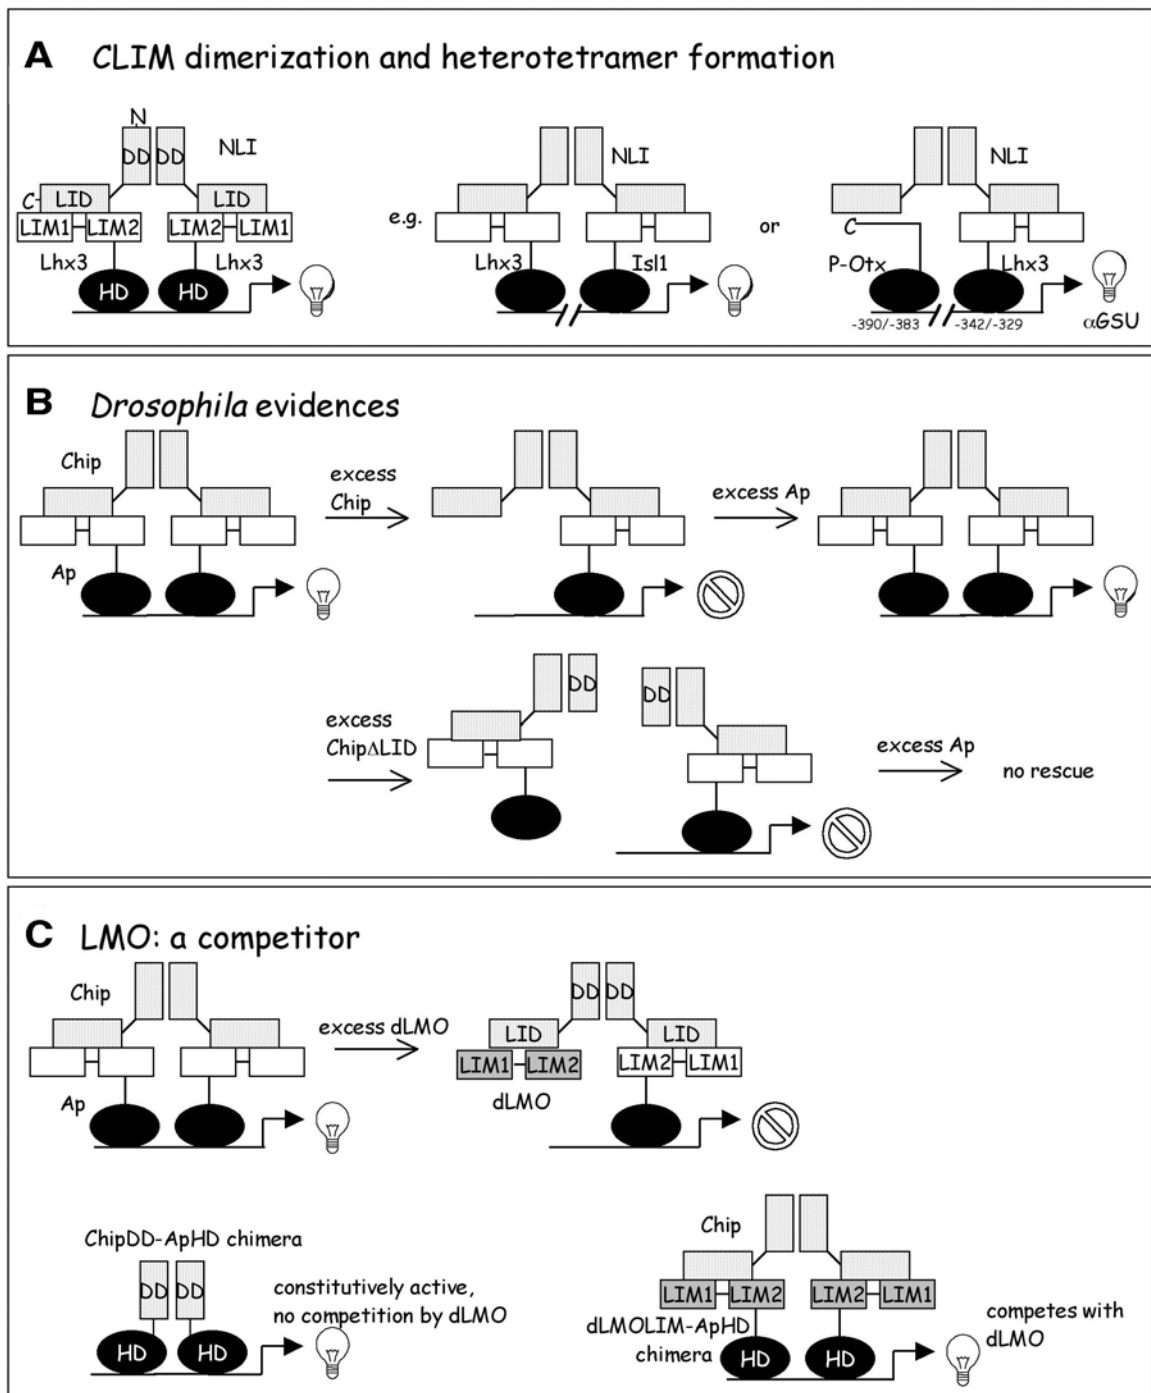 A CLIM dimerization and heterotetramer formation
N
DD DD NLI
C- LID LID
LIM1 LIM2 LIM2 LIM1
Lhx3 Lhx3
HD HD
e.g.
NLI
Lhx3 Isl1
or
NLI
C
P-Otx Lhx3
-390/-383 -342/-329 αGSU
B Drosophila evidences
Chip
Ap
excess
Chip
excess Ap
excess
ChipΔLID
DD DD
excess Ap
no rescue
C LMO: a competitor
Chip
Ap
excess dLMO
DD DD
LID LID
LIM1 LIM2 LIM2 LIM1
dLMO
ChipDD-ApHD chimera
DD DD
HD HD
constitutively active,
no competition by dLMO
Chip
LIM1 LIM2 LIM2 LIM1
dLMOLIM-ApHD
chimera
HD HD
competes with
dLMO